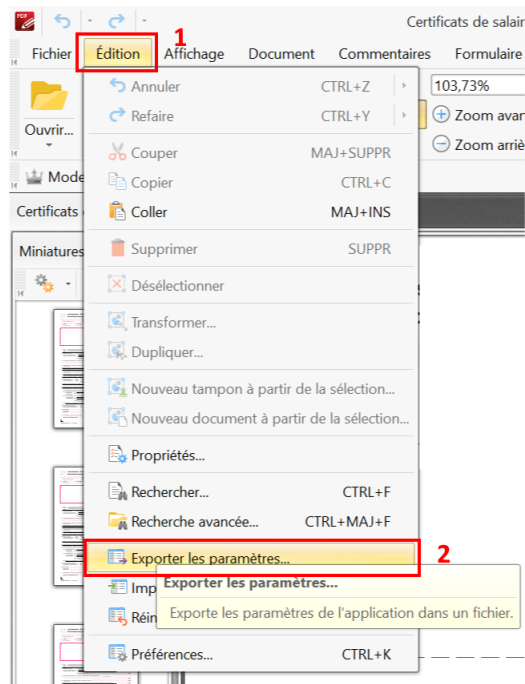 Certificats de salair
1
Fichier Édition Affichage Document Commentaires Formulaire
Annuler CTRL+Z
103,73%
Refaire CTRL+Y
Zoom avan
Ouvrir...
Zoom arriè
Couper MAJ+SUPPR
Mode
Copier CTRL+C
Certificats
Coller MAJ+INS
Miniatures
Supprimer SUPPR
Désélectionner
Transformer...
Dupliquer...
Nouveau tampon à partir de la sélection...
Nouveau document à partir de la sélection...
Propriétés...
Rechercher... CTRL+F
Recherche avancée... CTRL+MAJ+F
Exporter les paramètres... 2
Imp
Exporter les paramètres...
Réin
Exporte les paramètres de l'application dans un fichier.
Préférences... CTRL+K